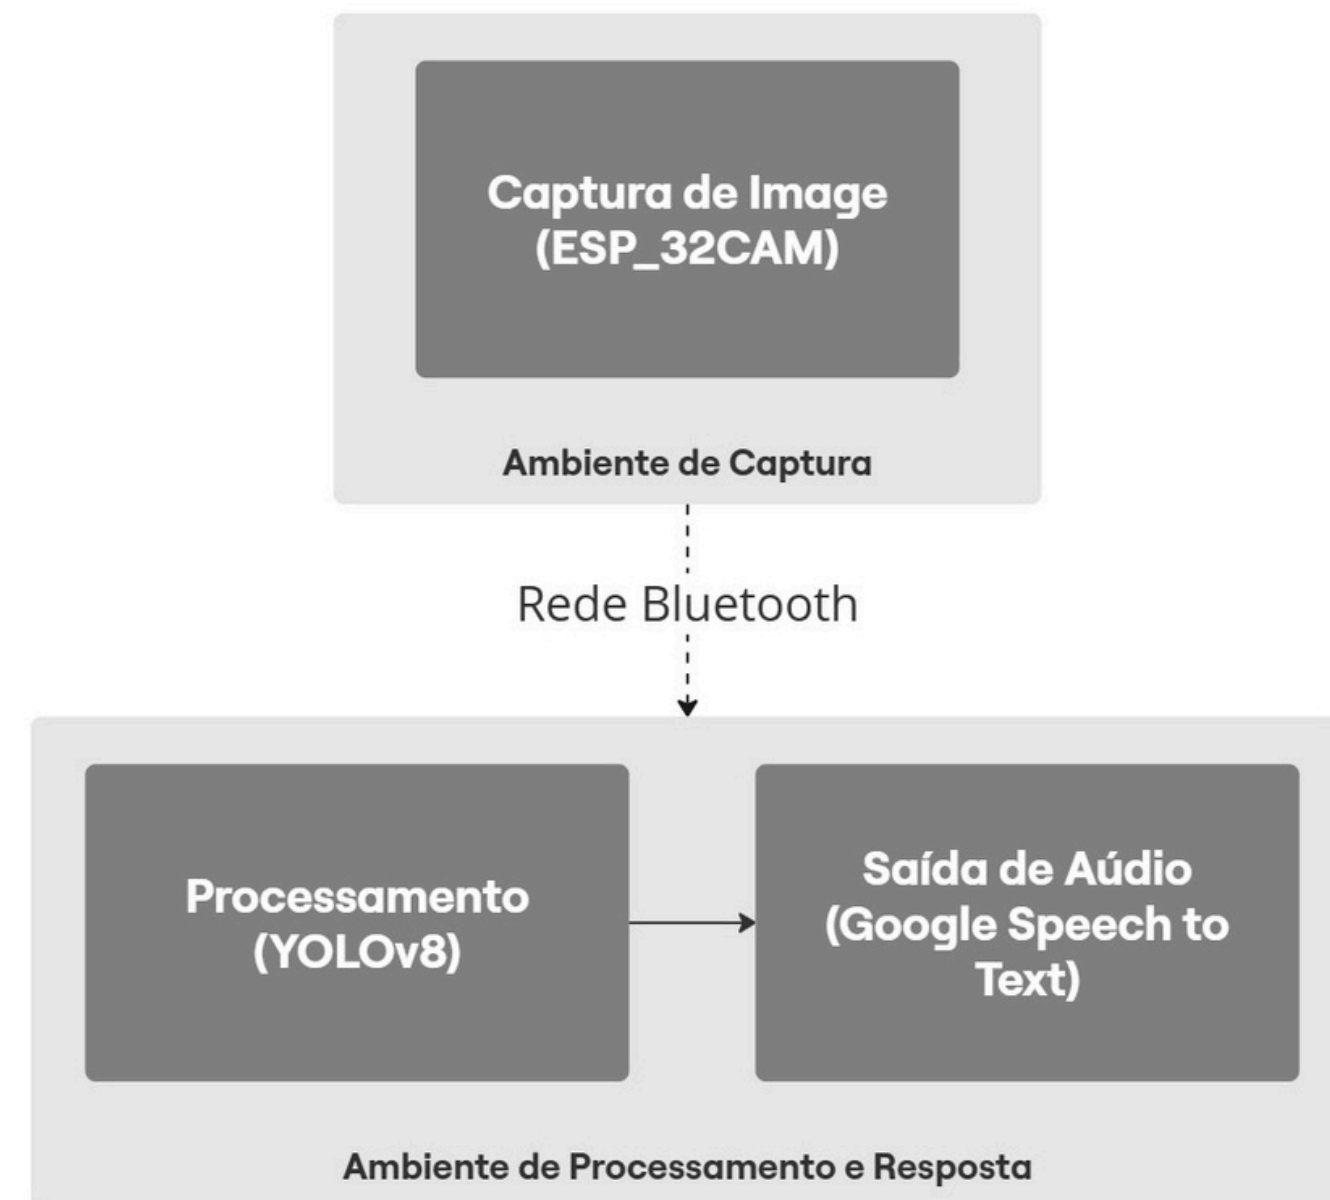 Captura de Image
(ESP_32CAM)
Ambiente de Captura
Rede Bluetooth
Processamento
(YOLOv8)
Saída de Aúdio
(Google Speech to
Text)
Ambiente de Processamento e Resposta